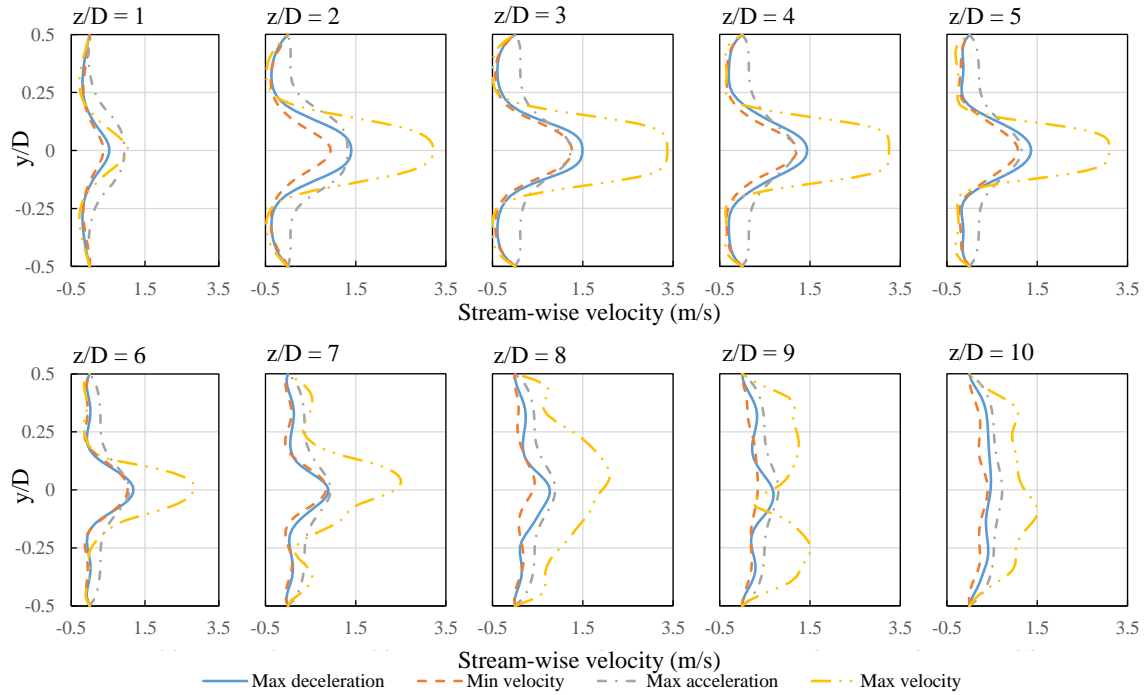 z/D = 1 z/D = 2 z/D = 3 z/D = 4 z/D = 5
0.5
0.25
y/D
0
-0.25
-0.5
-0.5 1.5 3.5 -0.5 1.5 3.5 -0.5 1.5 3.5 -0.5 1.5 3.5 -0.5 1.5 3.5
Stream-wise velocity (m/s)
z/D = 6 z/D = 7 z/D = 8 z/D = 9 z/D = 10
0.5
0.25
y/D
0
-0.25
-0.5
-0.5 1.5 3.5 -0.5 1.5 3.5 -0.5 1.5 3.5 -0.5 1.5 3.5 -0.5 1.5 3.5
Stream-wise velocity (m/s)
Max deceleration Min velocity Max acceleration Max velocity